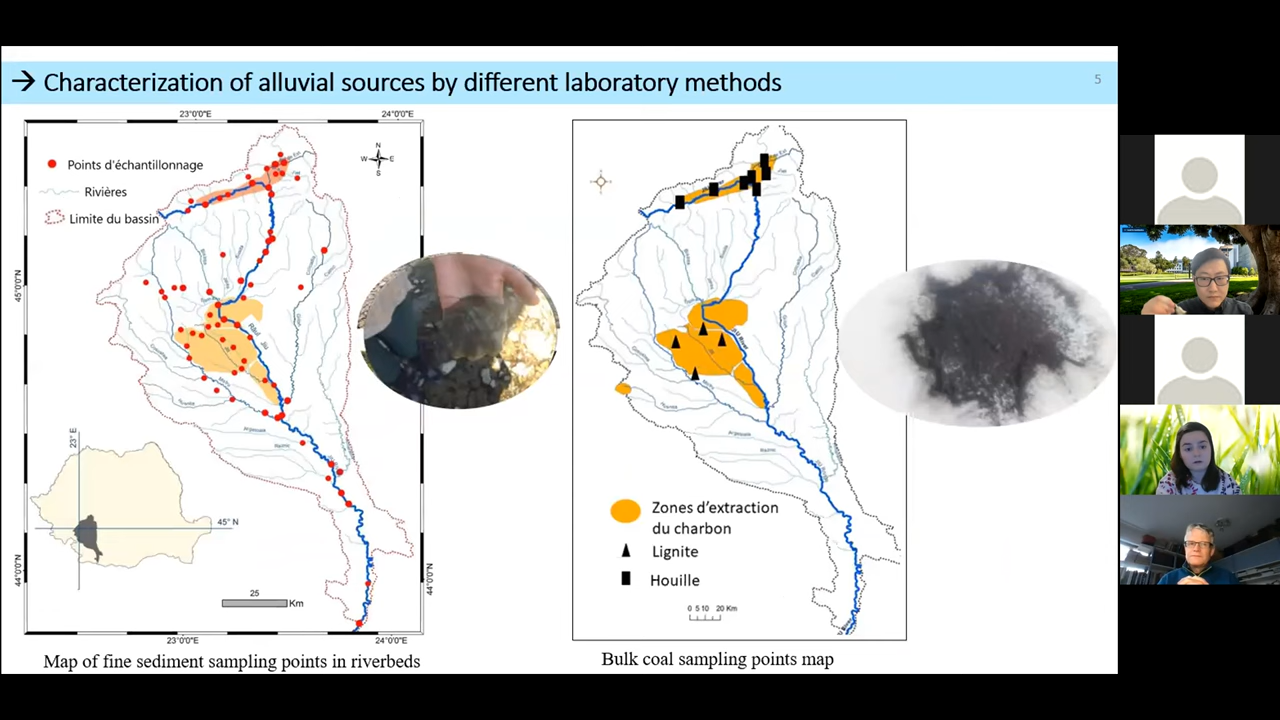 → Characterization of alluvial sources by different laboratory methods
5
23°0'0"E
24°0'0"E
Points d'échantillonnage
Rivières
Limite du bassin
N
W
E
S
45°0'0"N
Râu Jiu
23° E
45° N
44°0'0"N
44°0'0"N
25
Km
23°0'0"E
24°0'0"E
Map of fine sediment sampling points in riverbeds
Zones d'extraction
du charbon
Lignite
Houille
0 5 10 20 Km
Bulk coal sampling points map